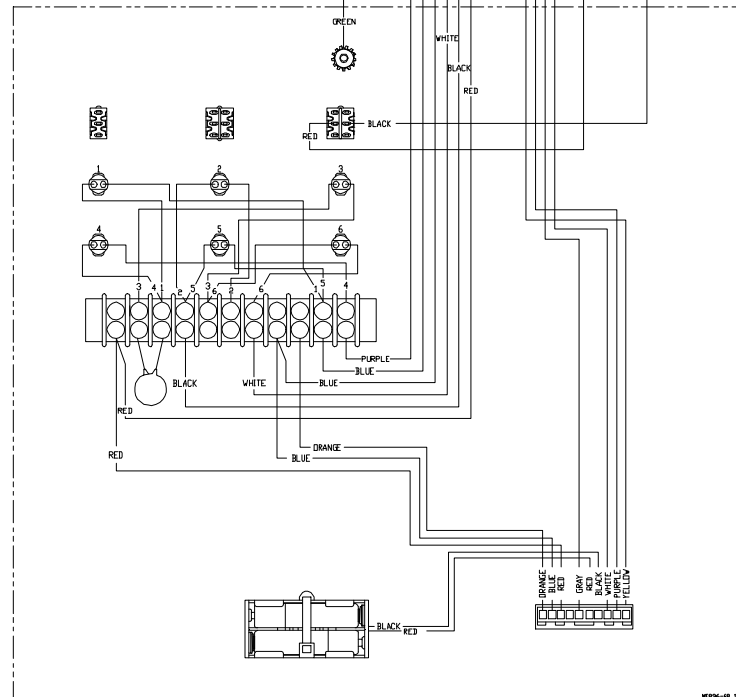 GREEN
WHITE
BLACK
RED
BLACK
RED
1 2 3
4 5 6
3 4 1 2 5 3 6 2 6 1 5 4
PURPLE
BLUE
BLACK WHITE BLUE
RED
ORANGE
RED BLUE
ORANGE
BLUE
RED
GRAY
RED
BLACK
WHITE
PURPLE
YELLOW
BLACK
RED